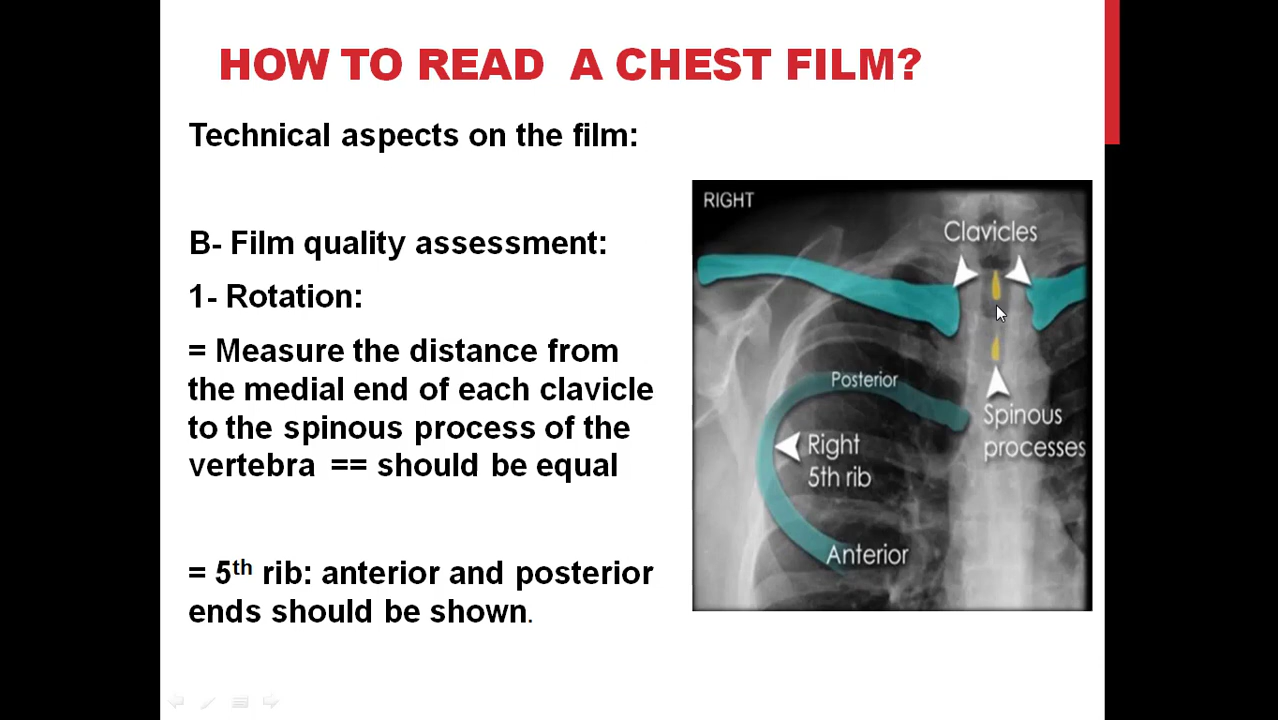 HOW TO READ A CHEST FILM?
Technical aspects on the film:
B- Film quality assessment:
1- Rotation:
= Measure the distance from
the medial end of each clavicle
to the spinous process of the
vertebra == should be equal
= 5th rib: anterior and posterior
ends should be shown.
RIGHT
Clavicles
Posterior
Spinous
processes
Right
5th rib
Anterior